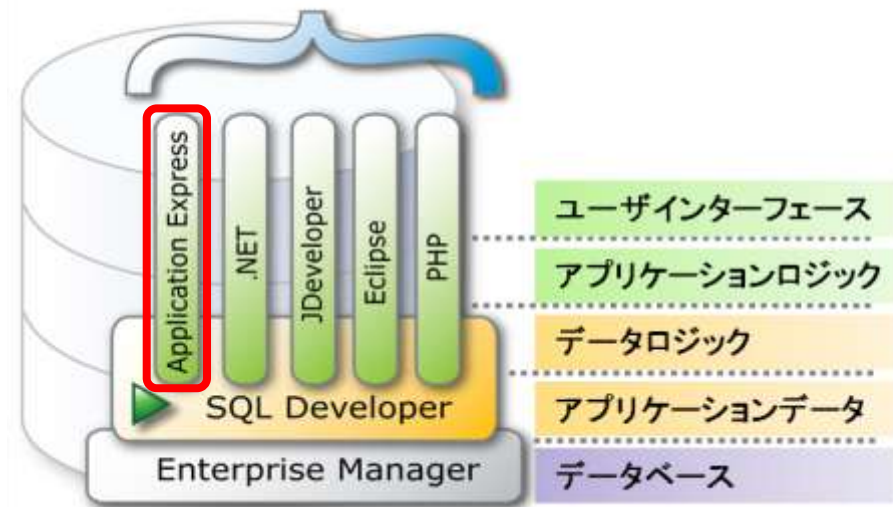 Application Express
.NET
JDeveloper
Eclipse
PHP
SQL Developer
Enterprise Manager
ユーザインターフェース
アプリケーションロジック
データロジック
アプリケーションデータ
データベース